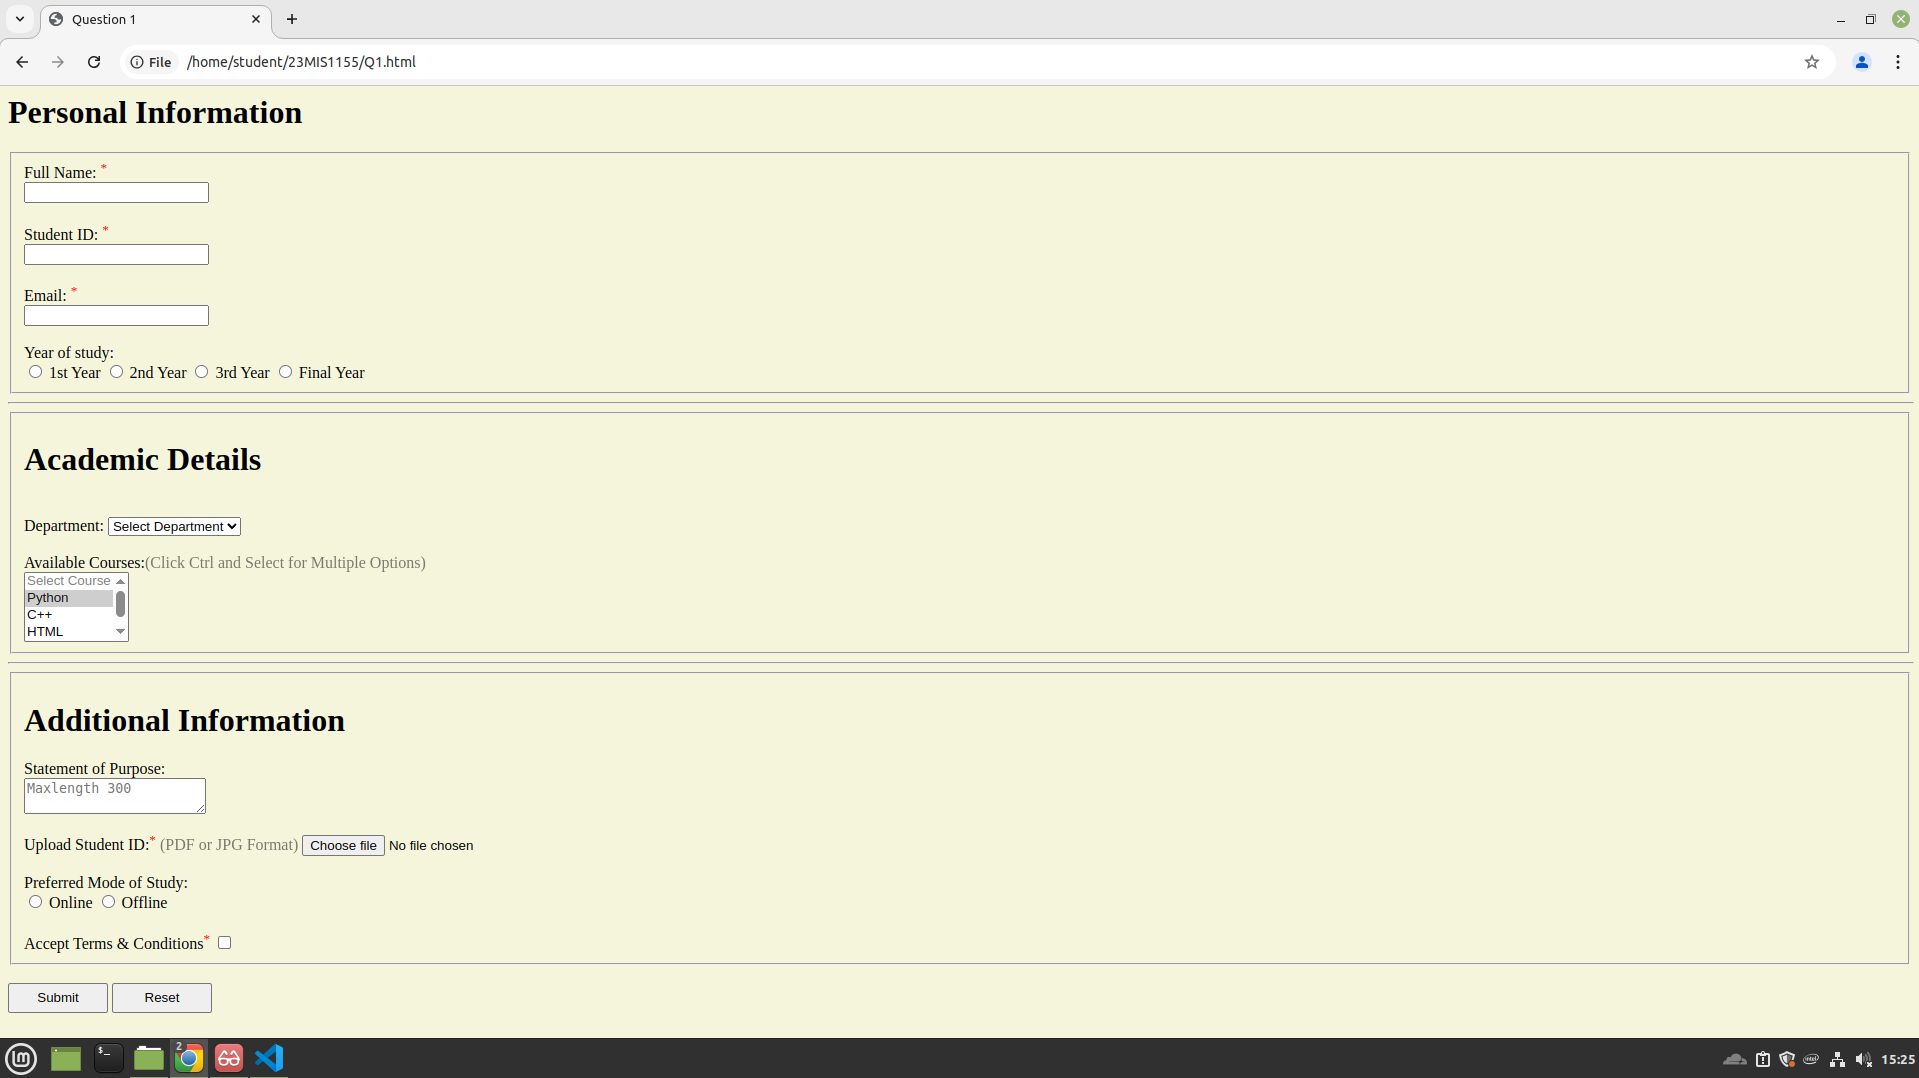 Question 1
File /home/student/23MIS1155/Q1.html
Personal Information
Full Name: *
Student ID: *
Email: *
Year of study:
1st Year 2nd Year 3rd Year Final Year
Academic Details
Department: Select Department
Available Courses:(Click Ctrl and Select for Multiple Options)
Select Course
Python
C++
HTML
Additional Information
Statement of Purpose:
Maxlength 300
Upload Student ID:* (PDF or JPG Format) Choose file No file chosen
Preferred Mode of Study:
Online Offline
Accept Terms & Conditions*
Submit Reset
2
intel
15:25